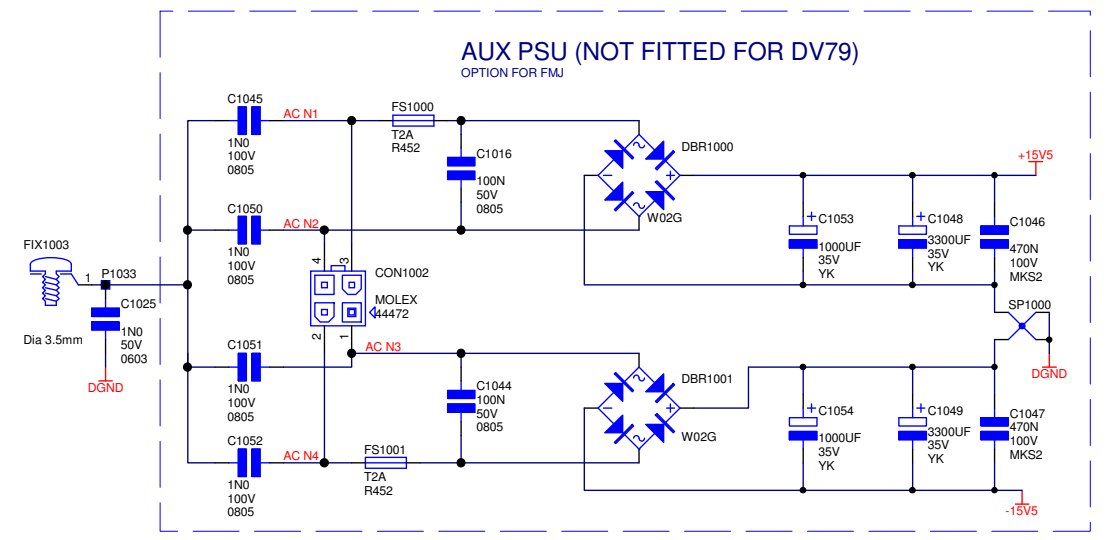 AUX PSU (NOT FITTED FOR DV79)
OPTION FOR FMJ
C1045
1N0
100V
0805
AC N1
FS1000
T2A
R452
C1016
100N
50V
0805
DBR1000
W02G
+15V5
C1050
1N0
100V
0805
AC N2
C1053
1000UF
35V
YK
C1048
3300UF
35V
YK
C1046
470N
100V
MKS2
FIX1003
Dia 3.5mm
1
P1033
C1025
1N0
50V
0603
DGND
4
3
CON1002
MOLEX
44472
2
1
SP1000
DGND
C1051
1N0
100V
0805
AC N3
C1044
100N
50V
0805
DBR1001
W02G
C1052
1N0
100V
0805
AC N4
FS1001
T2A
R452
C1054
1000UF
35V
YK
C1049
3300UF
35V
YK
C1047
470N
100V
MKS2
-15V5